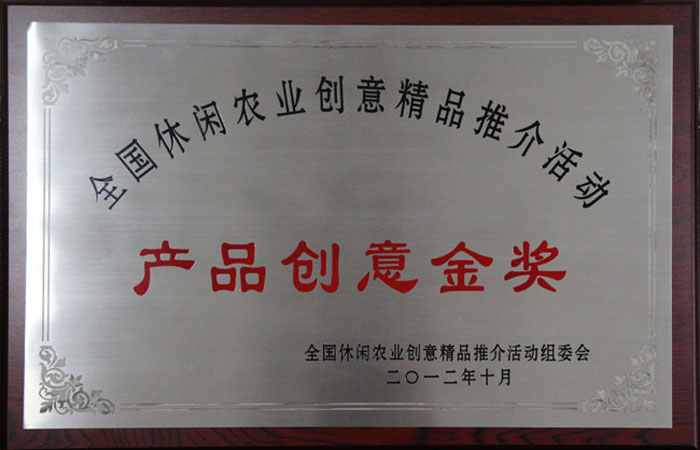 全国休闲农业创意精品推介活动
产品创意金奖
全国休闲农业创意精品推介活动组委会
二〇一二年十月